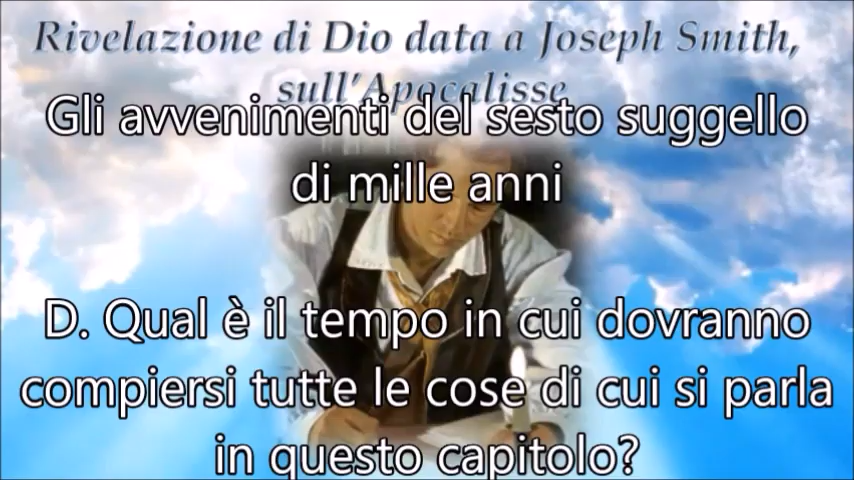 Rivelazione di Dio data a Joseph Smith,
sull'Apocalisse
Gli avvenimenti del sesto suggello
di mille anni
D. Qual è il tempo in cui dovranno
compiersi tutte le cose di cui si parla
in questo capitolo?